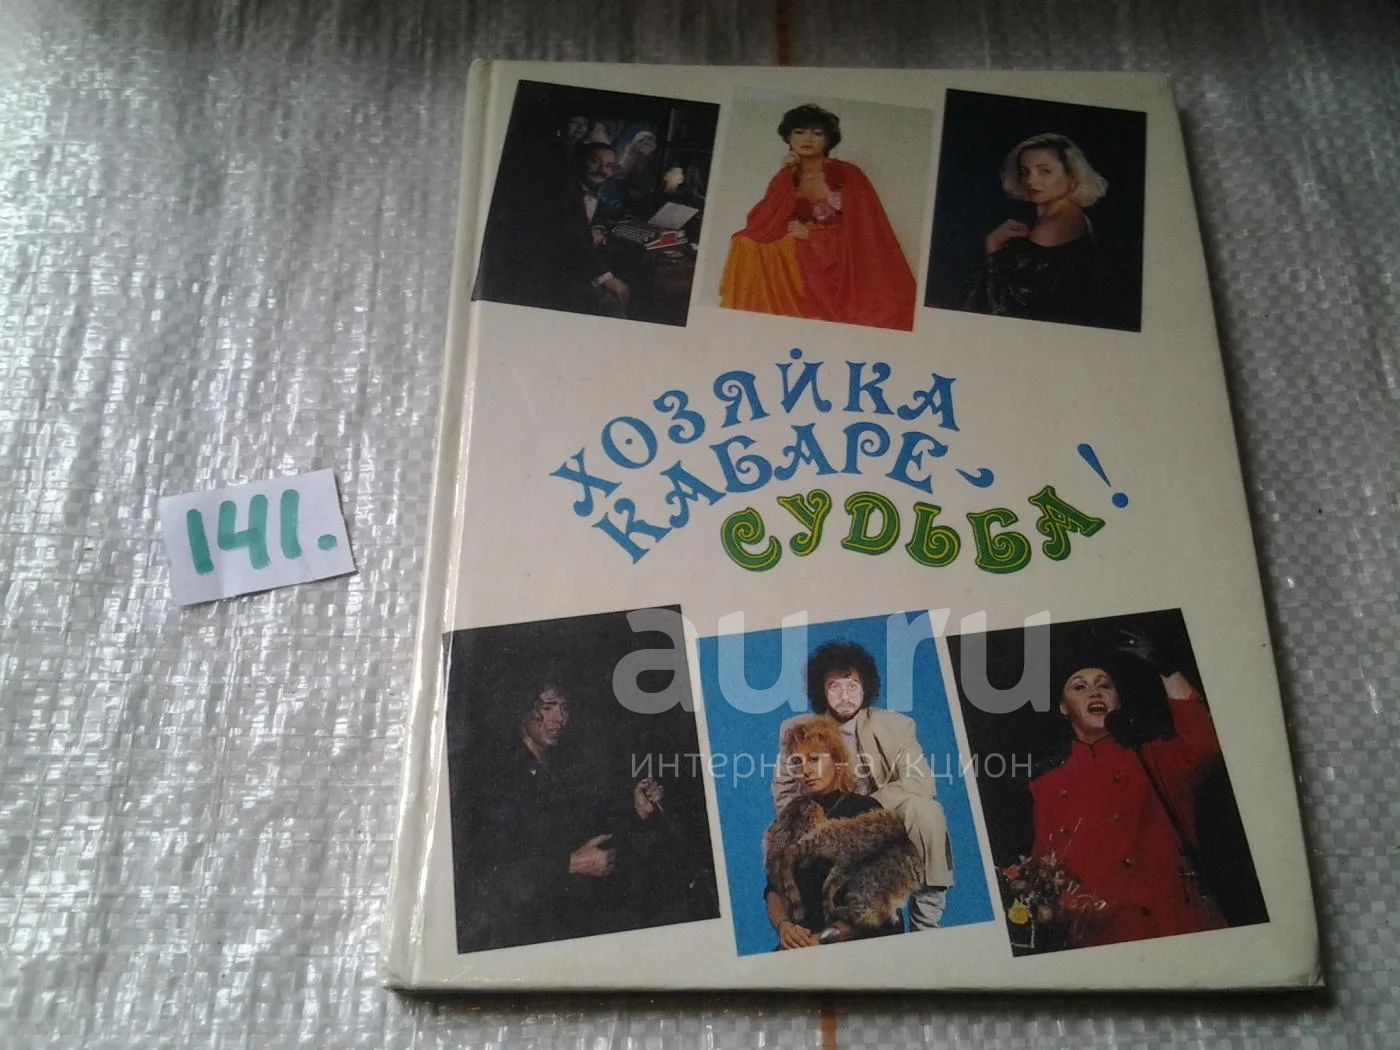 141.
ХОЗЯЙКА
КАБАРЕ-
СУДЬБА!
au.ru
интернет-аукцион